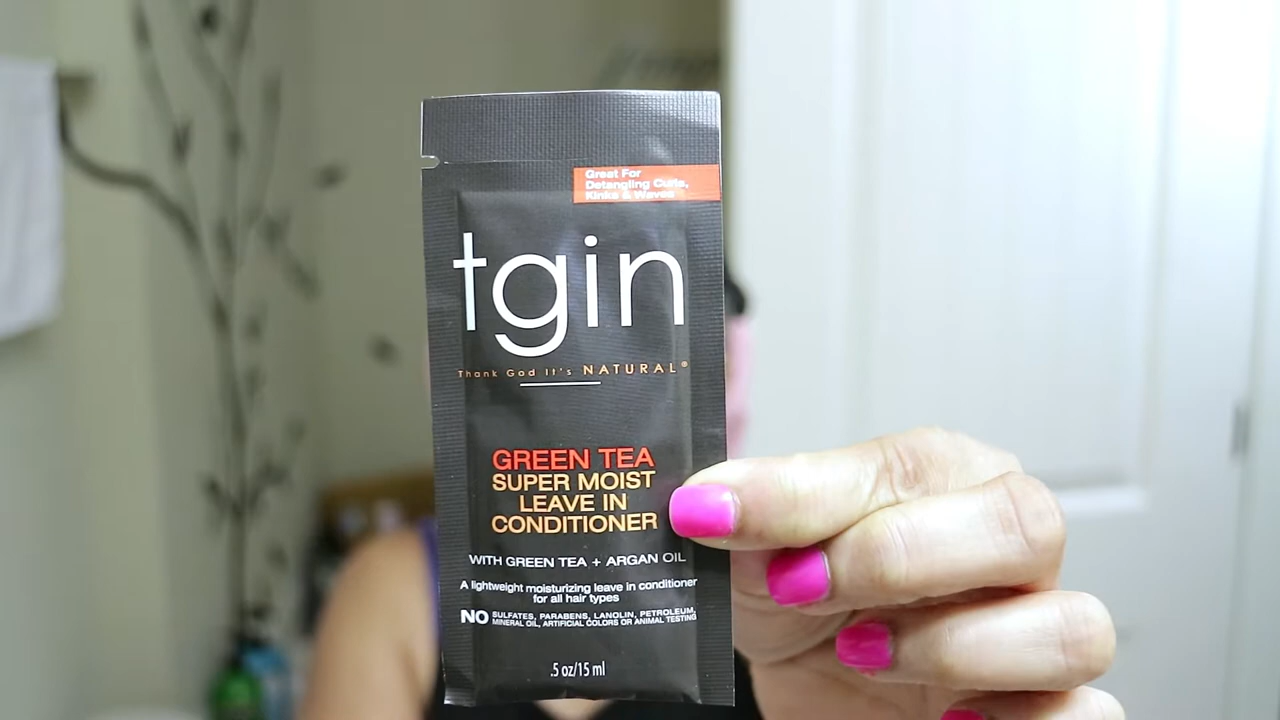 Great For
Detangling Curls,
Kinks & Waves
tgin
Thank God It's NATURAL®
GREEN TEA
SUPER MOIST
LEAVE IN
CONDITIONER
WITH GREEN TEA + ARGAN OIL
A lightweight moisturizing leave in conditioner
for all hair types
NO SULFATES, PARABENS, LANOLIN, PETROLEUM,
MINERAL OIL, ARTIFICIAL COLORS OR ANIMAL TESTING
.5 oz/15 ml